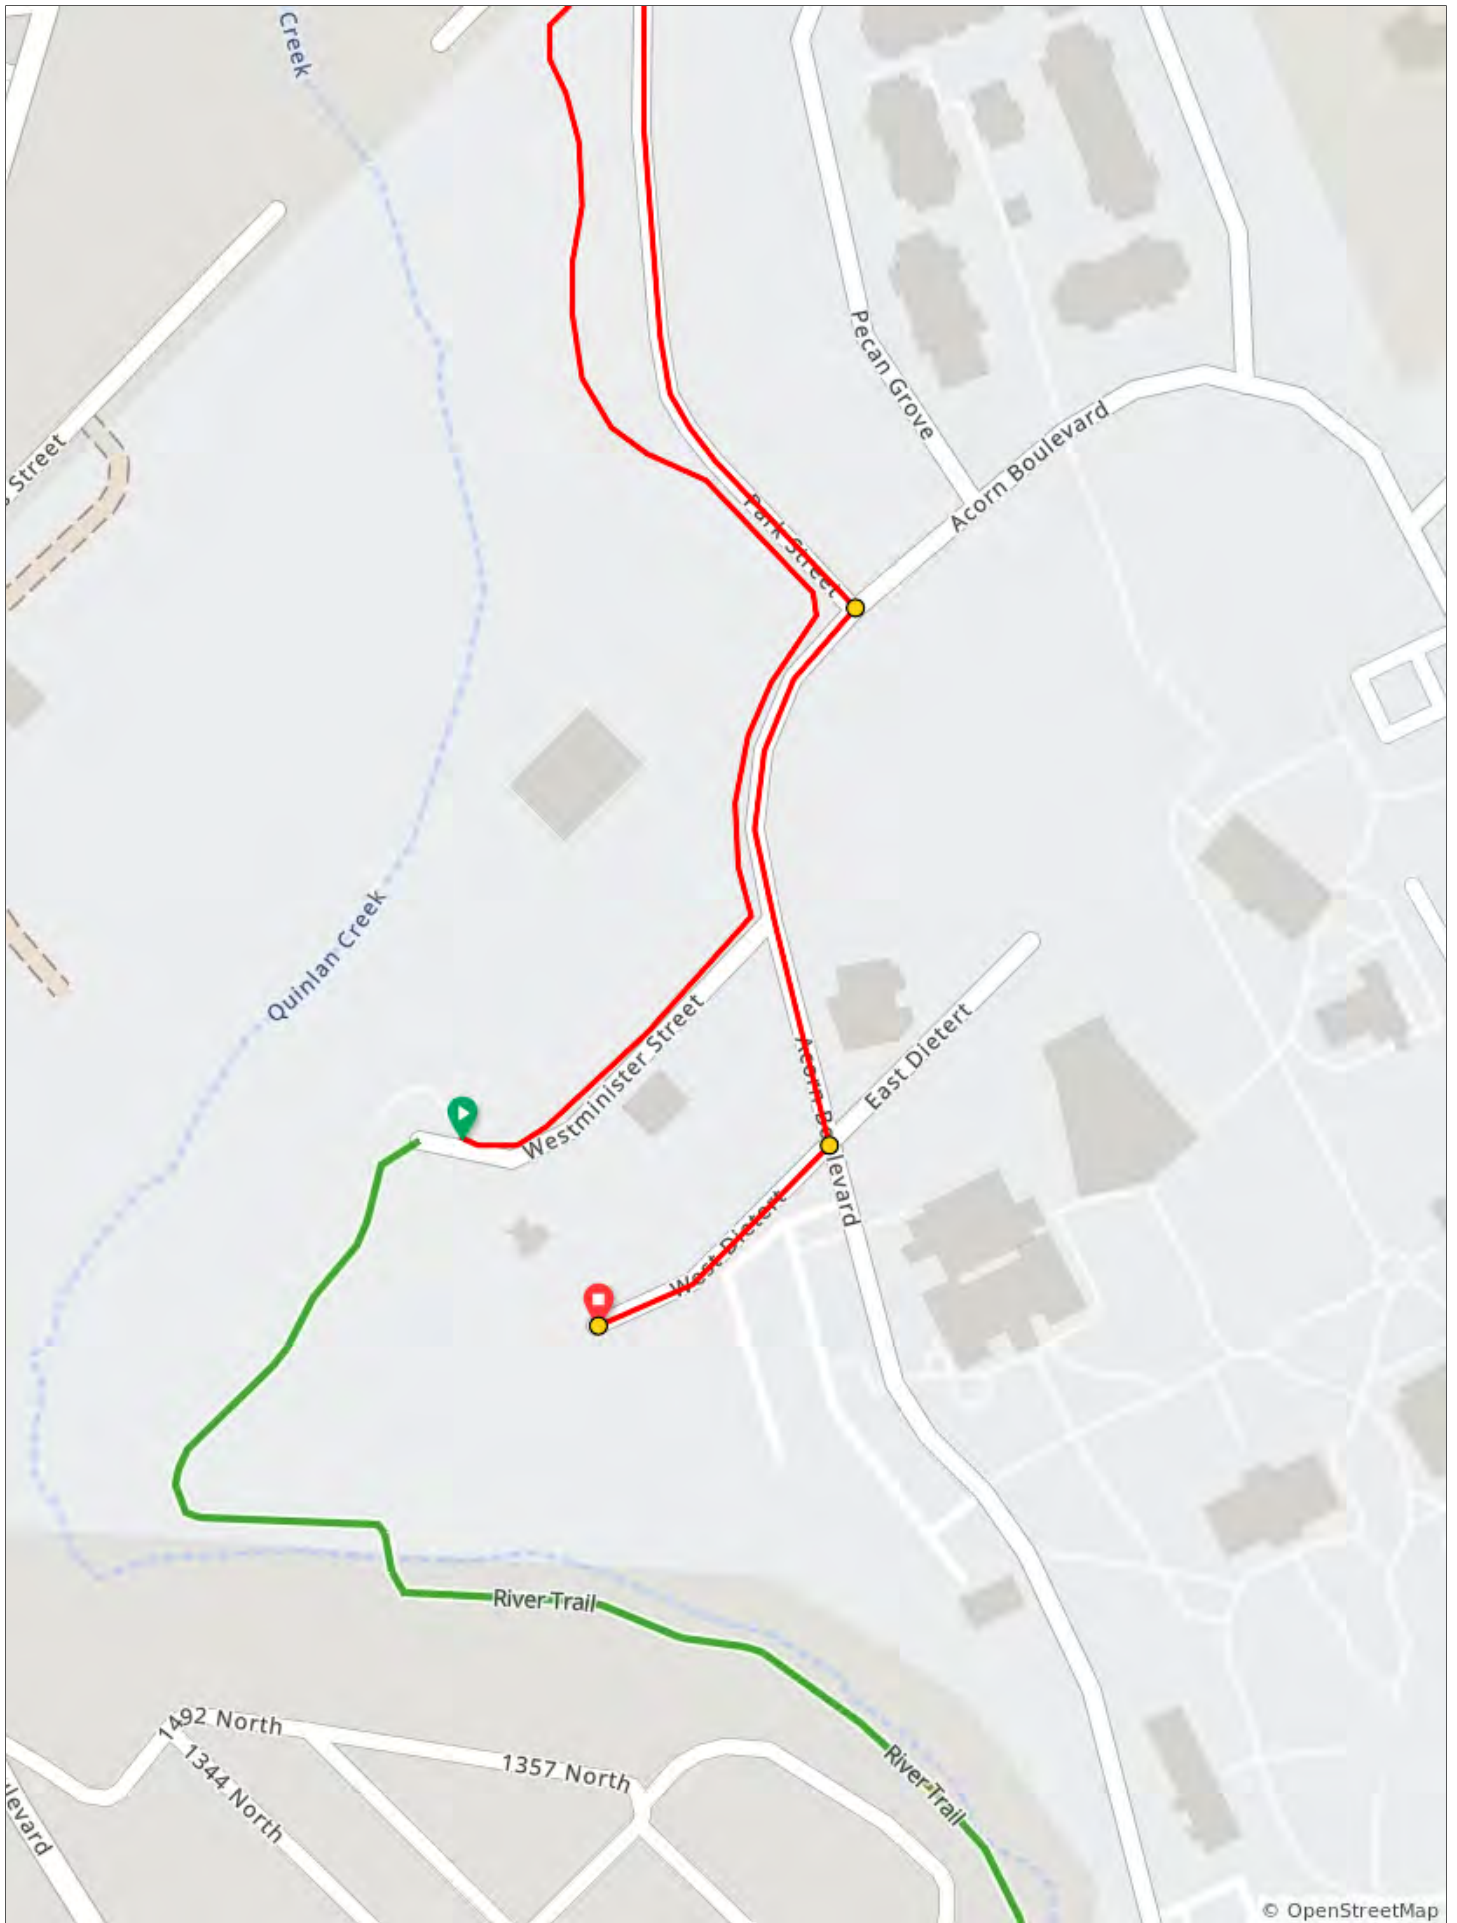 Creek
Pecan Grove
Acorn Boulevard
Street
Park Street
Quinlan Creek
Westminister Street
East Dietert
Acorn Boulevard
West Dietert
River Trail
River Trail
1492 North
1344 North
1357 North
levard
© OpenStreetMap